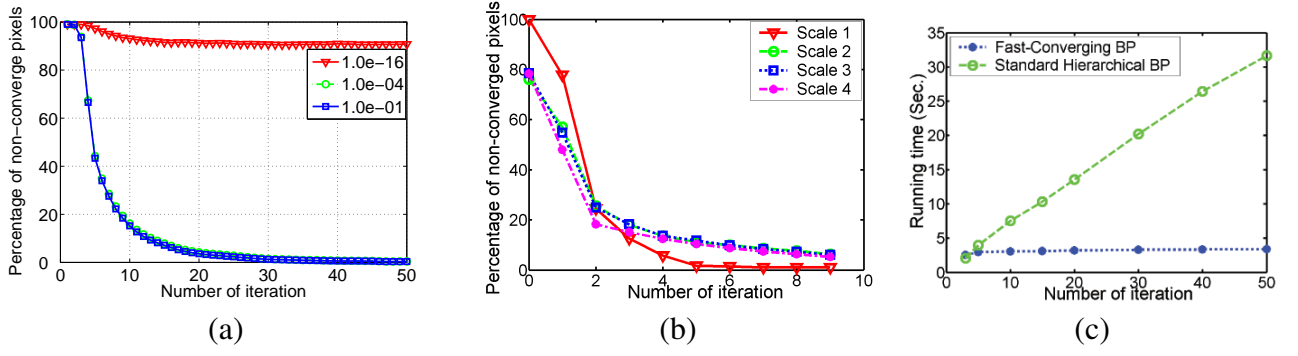 Percentage of non-converge pixels
100
80
60
40
20
0
0 10 20 30 40 50
Number of iteration
1.0e−16
1.0e−04
1.0e−01
(a)
Percentage of non-converged pixels
100
80
60
40
20
0
0 2 4 6 8 10
Number of iteration
Scale 1
Scale 2
Scale 3
Scale 4
(b)
Running time (Sec.)
35
30
25
20
15
10
5
0
0 10 20 30 40 50
Number of iteration
Fast-Converging BP
Standard Hierarchical BP
(c)